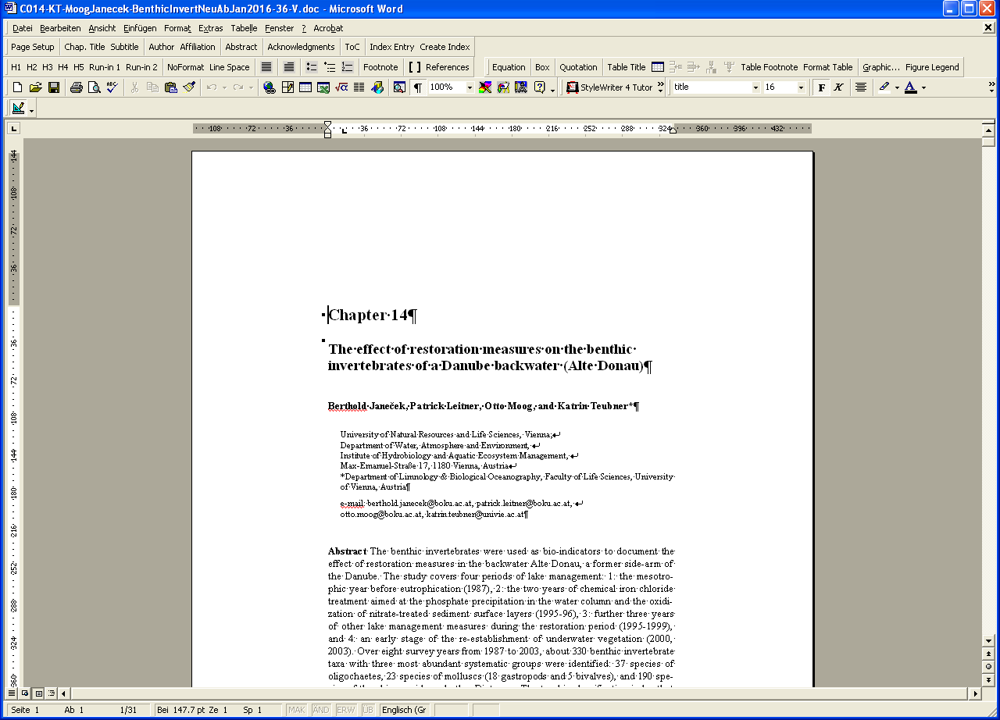 C014-KT-MoogJanecek-BenthicInvertNeuAbJan2016-36-V.doc - Microsoft Word
Datei Bearbeiten Ansicht Einfügen Format Extras Tabelle Fenster ? Acrobat
Page Setup Chap. Title Subtitle Author Affiliation Abstract Acknowledgments ToC Index Entry Create Index
H1 H2 H3 H4 H5 Run-in 1 Run-in 2 NoFormat Line Space Footnote [ ] References Equation Box Quotation Table Title Table Footnote Format Table Graphic... Figure Legend
100% StyleWriter 4 Tutor title 16 F K
108 72 36 36 72 108 144 180 216 252 288 324 360 396 432
Chapter 14¶
The effect of restoration measures on the benthic
invertebrates of a Danube backwater (Alte Donau)¶
Berthold Janeček, Patrick Leitner, Otto Moog, and Katrin Teubner*¶
University of Natural Resources and Life Sciences, Vienna;
Department of Water, Atmosphere and Environment,
Institute of Hydrobiology and Aquatic Ecosystem Management,
Max-Emanuel-Straße 17, 1180 Vienna, Austria
*Department of Limnology & Biological Oceanography, Faculty of Life Sciences, University
of Vienna, Austria¶
e-mail: berthold.janecek@boku.ac.at, patrick.leitner@boku.ac.at,
otto.moog@boku.ac.at, katrin.teubner@univie.ac.at¶
Abstract The benthic invertebrates were used as bio-indicators to document the
effect of restoration measures in the backwater Alte Donau, a former side-arm of
the Danube. The study covers four periods of lake management: 1: the mesotro-
phic year before eutrophication (1987), 2: the two years of chemical iron chloride
treatment aimed at the phosphate precipitation in the water column and the oxidi-
zation of nitrate-treated sediment surface layers (1995-96), 3: further three years
of other lake management measures during the restoration period (1995-1999),
and 4: an early stage of the re-establishment of underwater vegetation (2000,
2003). Over eight survey years from 1987 to 2003, about 330 benthic invertebrate
taxa with three most abundant systematic groups were identified: 37 species of
oligochaetes, 23 species of molluscs (18 gastropods and 5 bivalves), and 190 spe-
Seite 1 Ab 1 1/31 Bei 147.7 pt Ze 1 Sp 1 MAK ÄND ERW ÜB Englisch (Gr